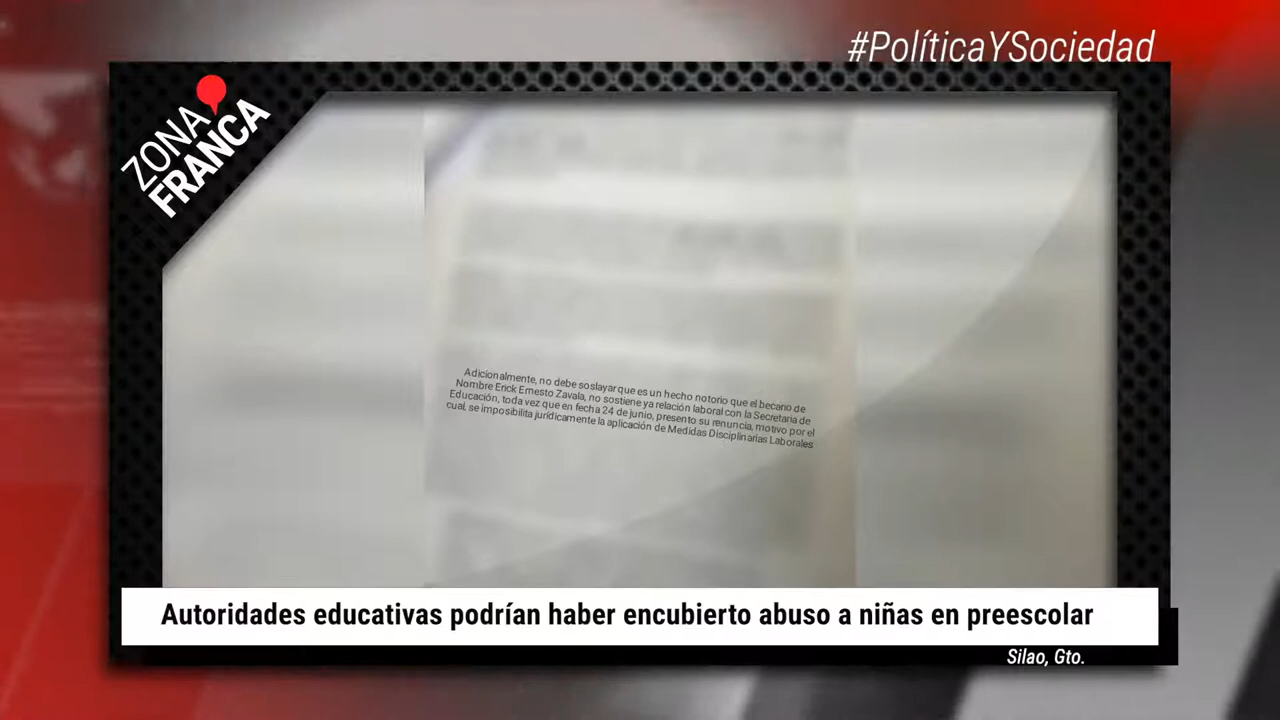 #PolíticaYSociedad
ZONA
FRANCA
Adicionalmente, no debe soslayar que es un hecho notorio que el becario de
Nombre Erick Ernesto Zavala, no sostiene ya relación laboral con la Secretaria de
Educación, toda vez que en fecha 24 de junio, presento su renuncia, motivo por el
cual, se imposibilita jurídicamente la aplicación de Medidas Disciplinarias Laborales
Autoridades educativas podrían haber encubierto abuso a niñas en preescolar
Silao, Gto.